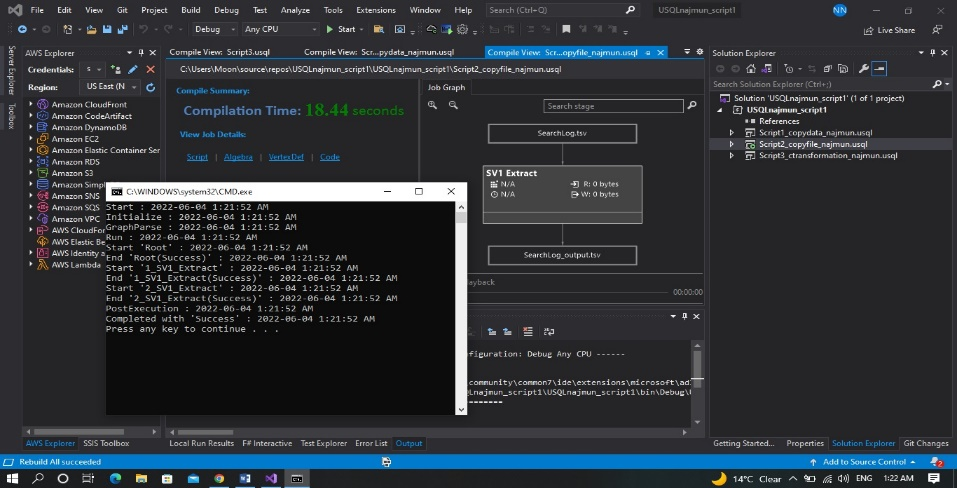 File Edit View Git Project Build Debug Test Analyze Tools Extensions Window Help Search (Ctrl+Q) USQLnajmun_script1 NN
Debug Any CPU Start Live Share
Server Explorer
Toolbox
AWS Explorer
Credentials: s
Region: US East (N
Amazon CloudFront
Amazon CodeArtifact
Amazon DynamoDB
Amazon EC2
Amazon Elastic Container Ser
Amazon RDS
Amazon S3
Amazon Simpl
Amazon SNS
Amazon SQS
Amazon VPC
AWS CloudFor
AWS Elastic Be
AWS Identity a
AWS Lambda
AWS Explorer SSIS Toolbox
Compile View: Script3.usql Compile View: Scr...pydata_najmun.usql Compile View: Scr...opyfile_najmun.usql
C:\Users\Moon\source\repos\USQLnajmun_script1\USQLnajmun_script1\Script2_copyfile_najmun.usql
Compile Summary:
Compilation Time: 18.44 seconds
View Job Details:
Script | Algebra | VertexDef | Code
Job Graph
Search stage
SearchLog.tsv
SV1 Extract
N/A R: 0 bytes
N/A W: 0 bytes
SearchLog_output.tsv
ayback
00:00:00
C:\WINDOWS\system32\CMD.exe
Start : 2022-06-04 1:21:52 AM
Initialize : 2022-06-04 1:21:52 AM
GraphParse : 2022-06-04 1:21:52 AM
Run : 2022-06-04 1:21:52 AM
Start 'Root' : 2022-06-04 1:21:52 AM
End 'Root(Success)' : 2022-06-04 1:21:52 AM
Start '1_SV1_Extract' : 2022-06-04 1:21:52 AM
End '1_SV1_Extract(Success)' : 2022-06-04 1:21:52 AM
Start '2_SV1_Extract' : 2022-06-04 1:21:52 AM
End '2_SV1_Extract(Success)' : 2022-06-04 1:21:52 AM
PostExecution : 2022-06-04 1:21:52 AM
Completed with 'Success' : 2022-06-04 1:21:52 AM
Press any key to continue . . .
figuration: Debug Any CPU ------
community\common7\ide\extensions\microsoft\ad
QLnajmun_script1\USQLnajmun_script1\bin\Debug\
Local Run Results F# Interactive Test Explorer Error List Output
Solution Explorer
Search Solution Explorer (Ctrl+;)
Solution 'USQLnajmun_script1' (1 of 1 project)
USQLnajmun_script1
References
Script1_copydata_najmun.usql
Script2_copyfile_najmun.usql
Script3_ctransformation_najmun.usql
Getting Started... Properties Solution Explorer Git Changes
Rebuild All succeeded Add to Source Control 2
14°C Clear ENG 1:22 AM